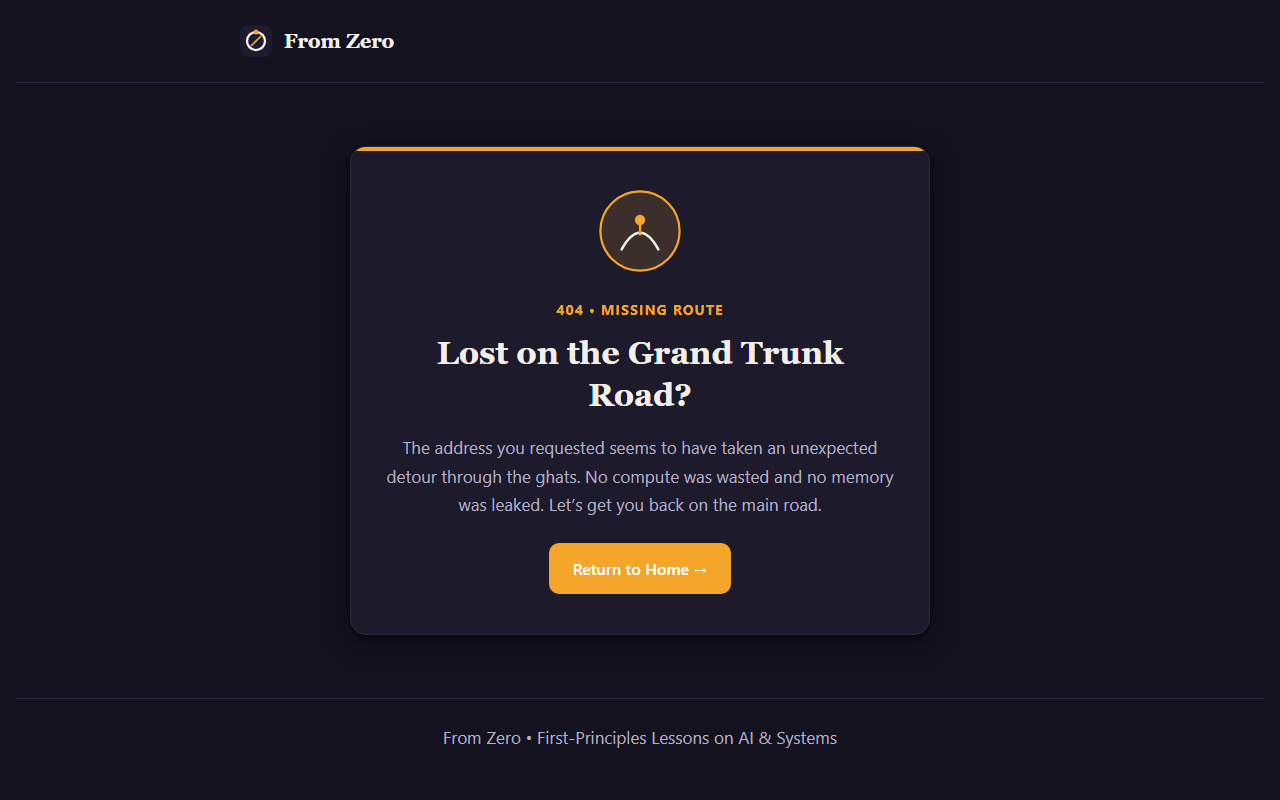 From Zero
404 • MISSING ROUTE
Lost on the Grand Trunk
Road?
The address you requested seems to have taken an unexpected
detour through the ghats. No compute was wasted and no memory
was leaked. Let's get you back on the main road.
Return to Home →
From Zero • First-Principles Lessons on AI & Systems